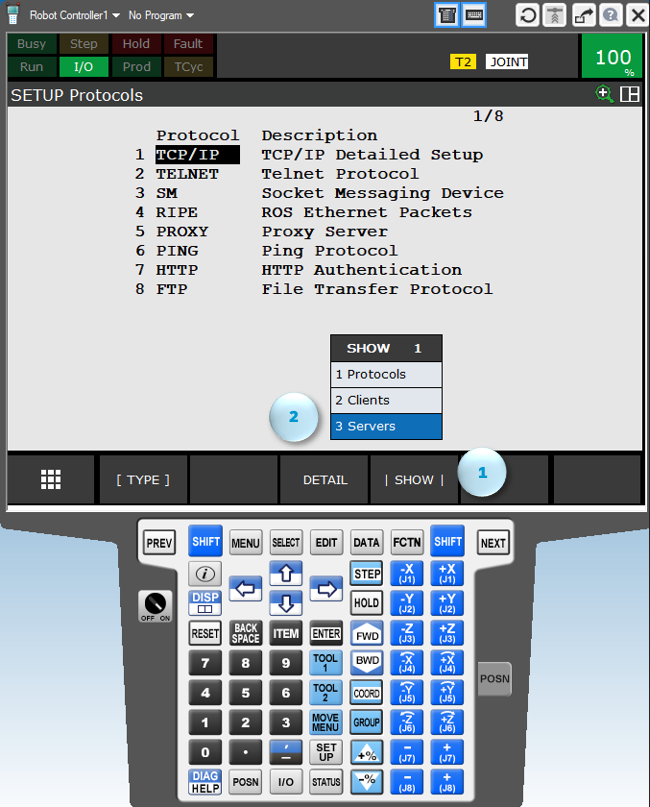 Robot Controller1 No Program
Busy Step Hold Fault
Run I/O Prod TCyc
T2 JOINT
100
%
SETUP Protocols
1/8
Protocol Description
1 TCP/IP TCP/IP Detailed Setup
2 TELNET Telnet Protocol
3 SM Socket Messaging Device
4 RIPE ROS Ethernet Packets
5 PROXY Proxy Server
6 PING Ping Protocol
7 HTTP HTTP Authentication
8 FTP File Transfer Protocol
SHOW 1
1 Protocols
2 Clients
3 Servers
2
[ TYPE ] DETAIL | SHOW |
1
PREV SHIFT MENU SELECT EDIT DATA FCTN SHIFT NEXT
i STEP -X (J1) +X (J1)
DISP HOLD -Y (J2) +Y (J2)
OFF ON
RESET BACK SPACE ITEM ENTER FWD -Z (J3) +Z (J3)
7 8 9 TOOL 1 BWD -X (J4) +X (J4)
POSN
4 5 6 TOOL 2 COORD -Y (J5) +Y (J5)
1 2 3 MOVE MENU GROUP -Z (J6) +Z (J6)
0 . - , SET UP +% - (J7) + (J7)
DIAG HELP POSN I/O STATUS -% - (J8) + (J8)